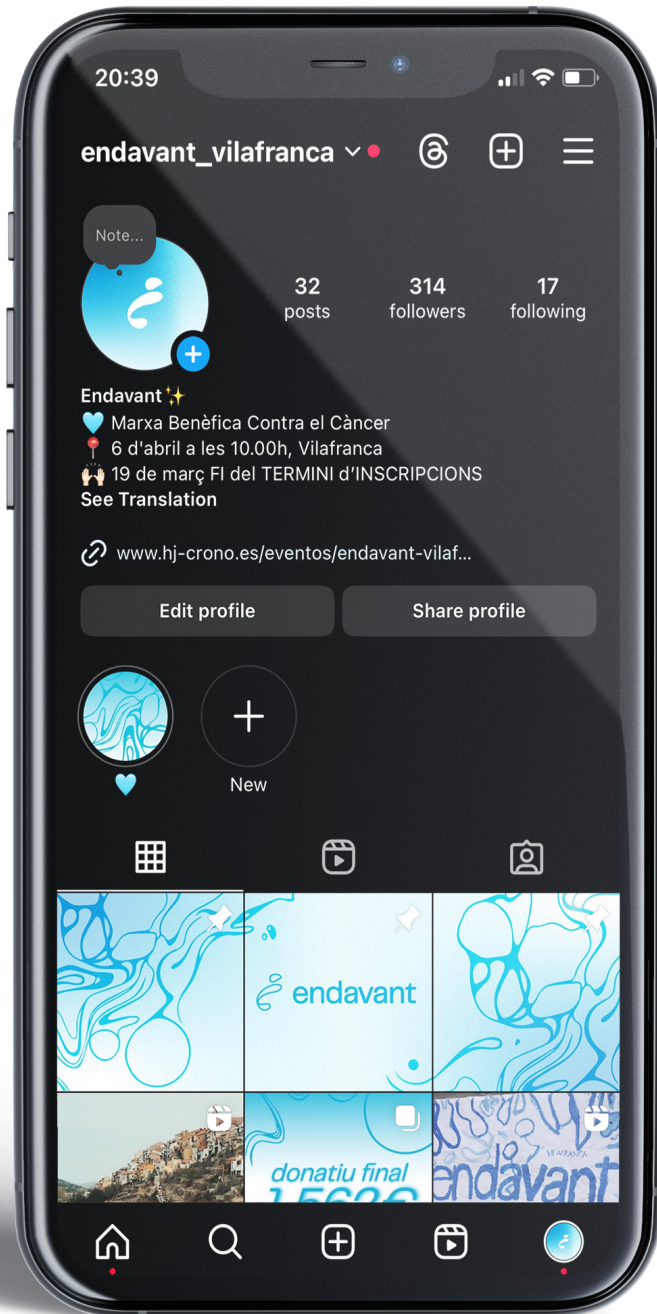 20:39
endavant_vilafranca
Note...
32
posts
314
followers
17
following
Endavant✨
🩵 Marxa Benèfica Contra el Càncer
📍 6 d'abril a les 10.00h, Vilafranca
🙌🏻 19 de març FI del TERMINI d’INSCRIPCIONS
See Translation
www.hj-crono.es/eventos/endavant-vilaf...
Edit profile
Share profile
🩵
New
endavant
donatiu final
VILAFRANCA
endavant